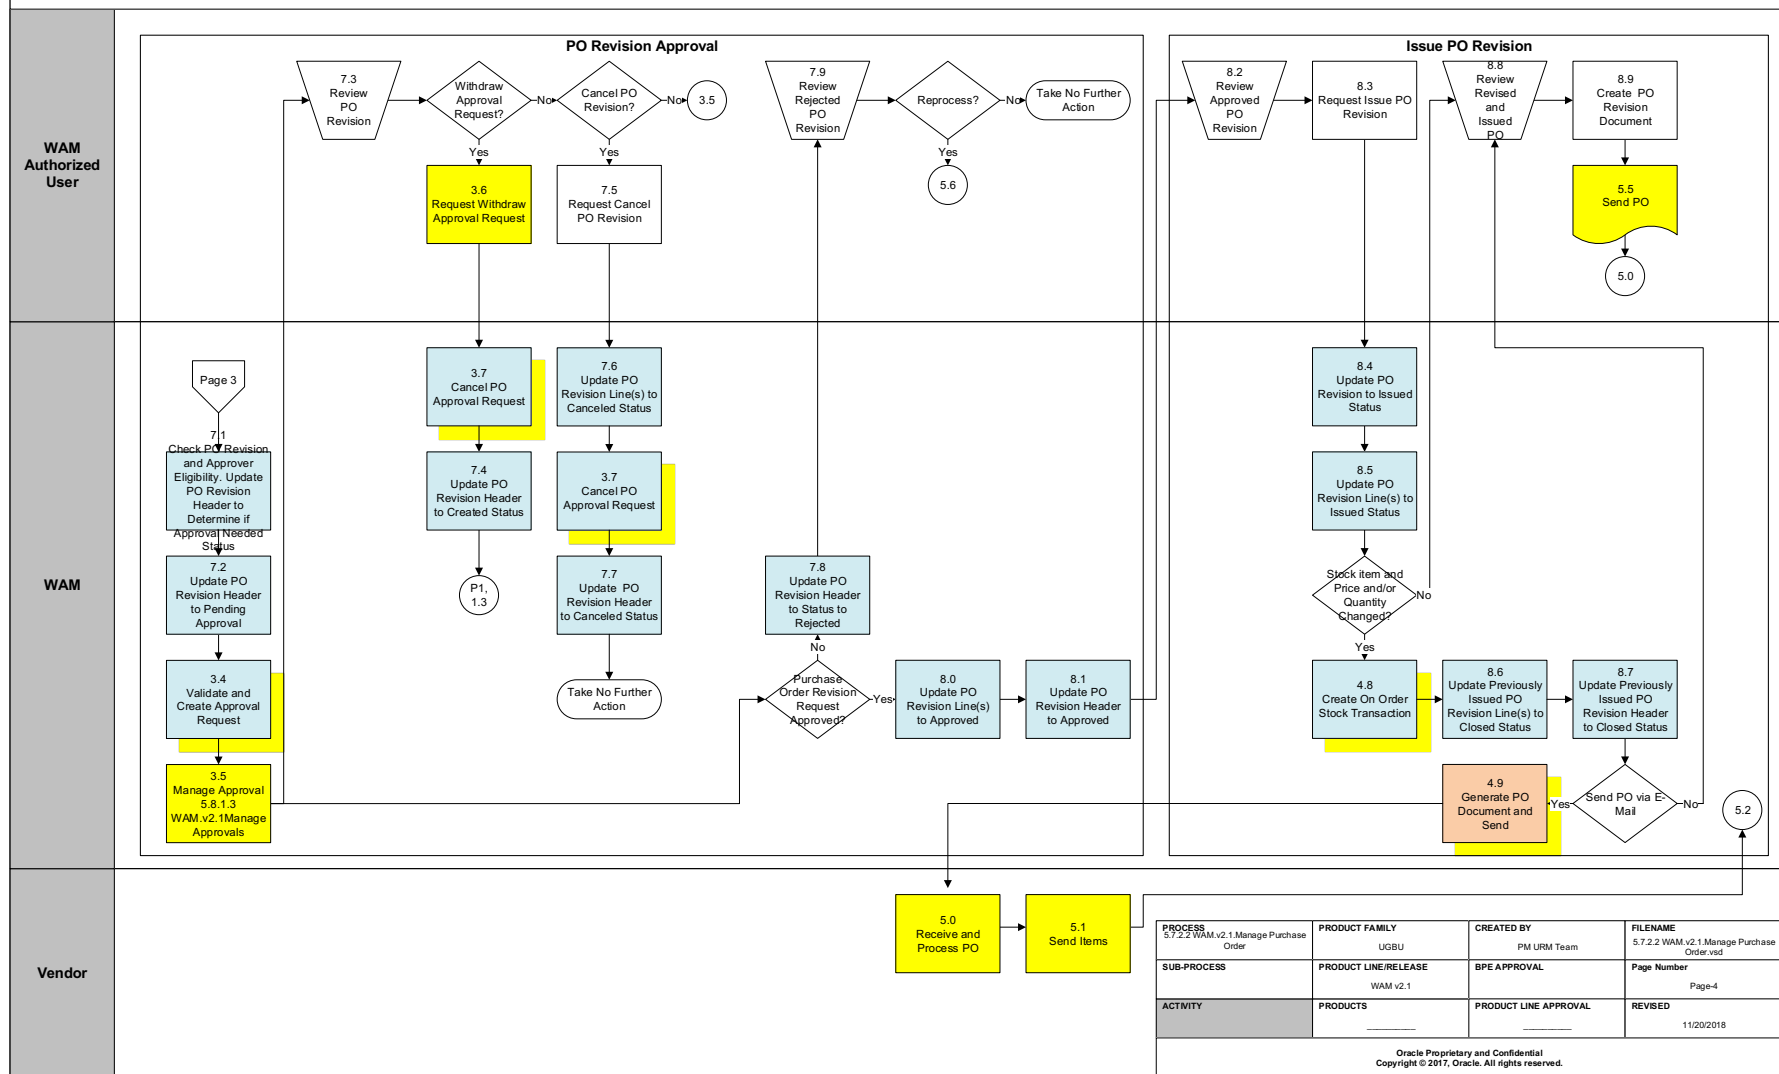 PO Revision Approval
Issue PO Revision
WAM
Authorized
User
7.3
Review
PO
Revision
Withdraw
Approval
Request?
No
Cancel PO
Revision?
No
3.5
7.9
Review
Rejected
PO
Revision
Reprocess?
No
Take No Further
Action
8.2
Review
Approved
PO
Revision
8.3
Request Issue PO
Revision
8.8
Review
Revised
and
Issued
PO
8.9
Create PO
Revision
Document
Yes
Yes
Yes
3.6
Request Withdraw
Approval Request
7.5
Request Cancel
PO Revision
5.6
5.5
Send PO
5.0
WAM
Page 3
7.1
Check PO Revision
and Approver
Eligibility. Update
PO Revision
Header to
Determine if
Approval Needed
Status
7.2
Update PO
Revision Header
to Pending
Approval
3.4
Validate and
Create Approval
Request
3.5
Manage Approval
5.8.1.3
WAM.v2.1Manage
Approvals
3.7
Cancel PO
Approval Request
7.4
Update PO
Revision Header
to Created Status
P1,
1.3
7.6
Update PO
Revision Line(s) to
Canceled Status
3.7
Cancel PO
Approval Request
7.7
Update PO
Revision Header
to Canceled Status
Take No Further
Action
7.8
Update PO
Revision Header
to Status to
Rejected
No
Purchase
Order Revision
Request
Approved?
Yes
8.0
Update PO
Revision Line(s)
to Approved
8.1
Update PO
Revision Header
to Approved
8.4
Update PO
Revision to Issued
Status
8.5
Update PO
Revision Line(s) to
Issued Status
Stock item and
Price and/or
Quantity
Changed?
No
Yes
4.8
Create On Order
Stock Transaction
8.6
Update Previously
Issued PO
Revision Line(s) to
Closed Status
8.7
Update Previously
Issued PO
Revision Header
to Closed Status
4.9
Generate PO
Document and
Send
Yes
Send PO via E-
Mail
No
5.2
Vendor
5.0
Receive and
Process PO
5.1
Send Items
PROCESS
5.7.2.2 WAM.v2.1.Manage Purchase
Order
PRODUCT FAMILY
UGBU
CREATED BY
PM URM Team
FILENAME
5.7.2.2 WAM.v2.1.Manage Purchase
Order.vsd
SUB-PROCESS
PRODUCT LINE/RELEASE
WAM v2.1
BPE APPROVAL
Page Number
Page-4
ACTIVITY
PRODUCTS
PRODUCT LINE APPROVAL
REVISED
11/20/2018
Oracle Proprietary and Confidential
Copyright © 2017, Oracle. All rights reserved.